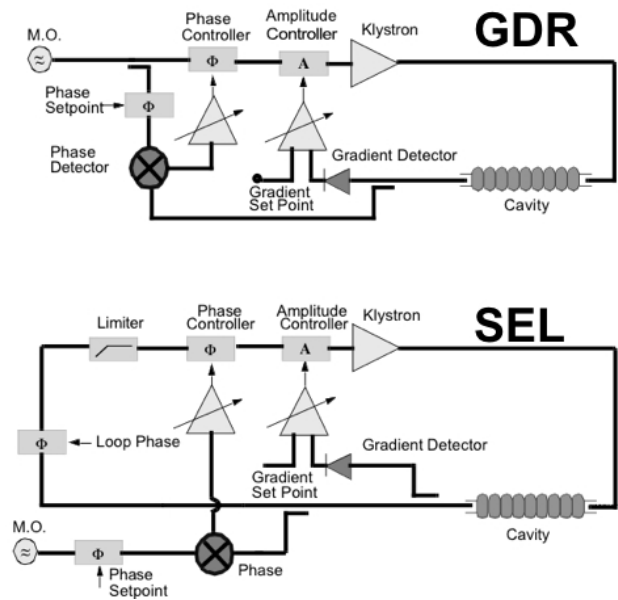 GDR
M.O.
Phase
Controller
Amplitude
Controller
Klystron
Φ
A
Phase
Setpoint
Φ
Phase
Detector
Gradient Detector
Gradient
Set Point
Cavity
SEL
Limiter
Phase
Controller
Amplitude
Controller
Klystron
Φ
A
Φ
Loop Phase
Gradient Detector
Gradient
Set Point
Cavity
M.O.
Φ
Phase
Setpoint
Phase